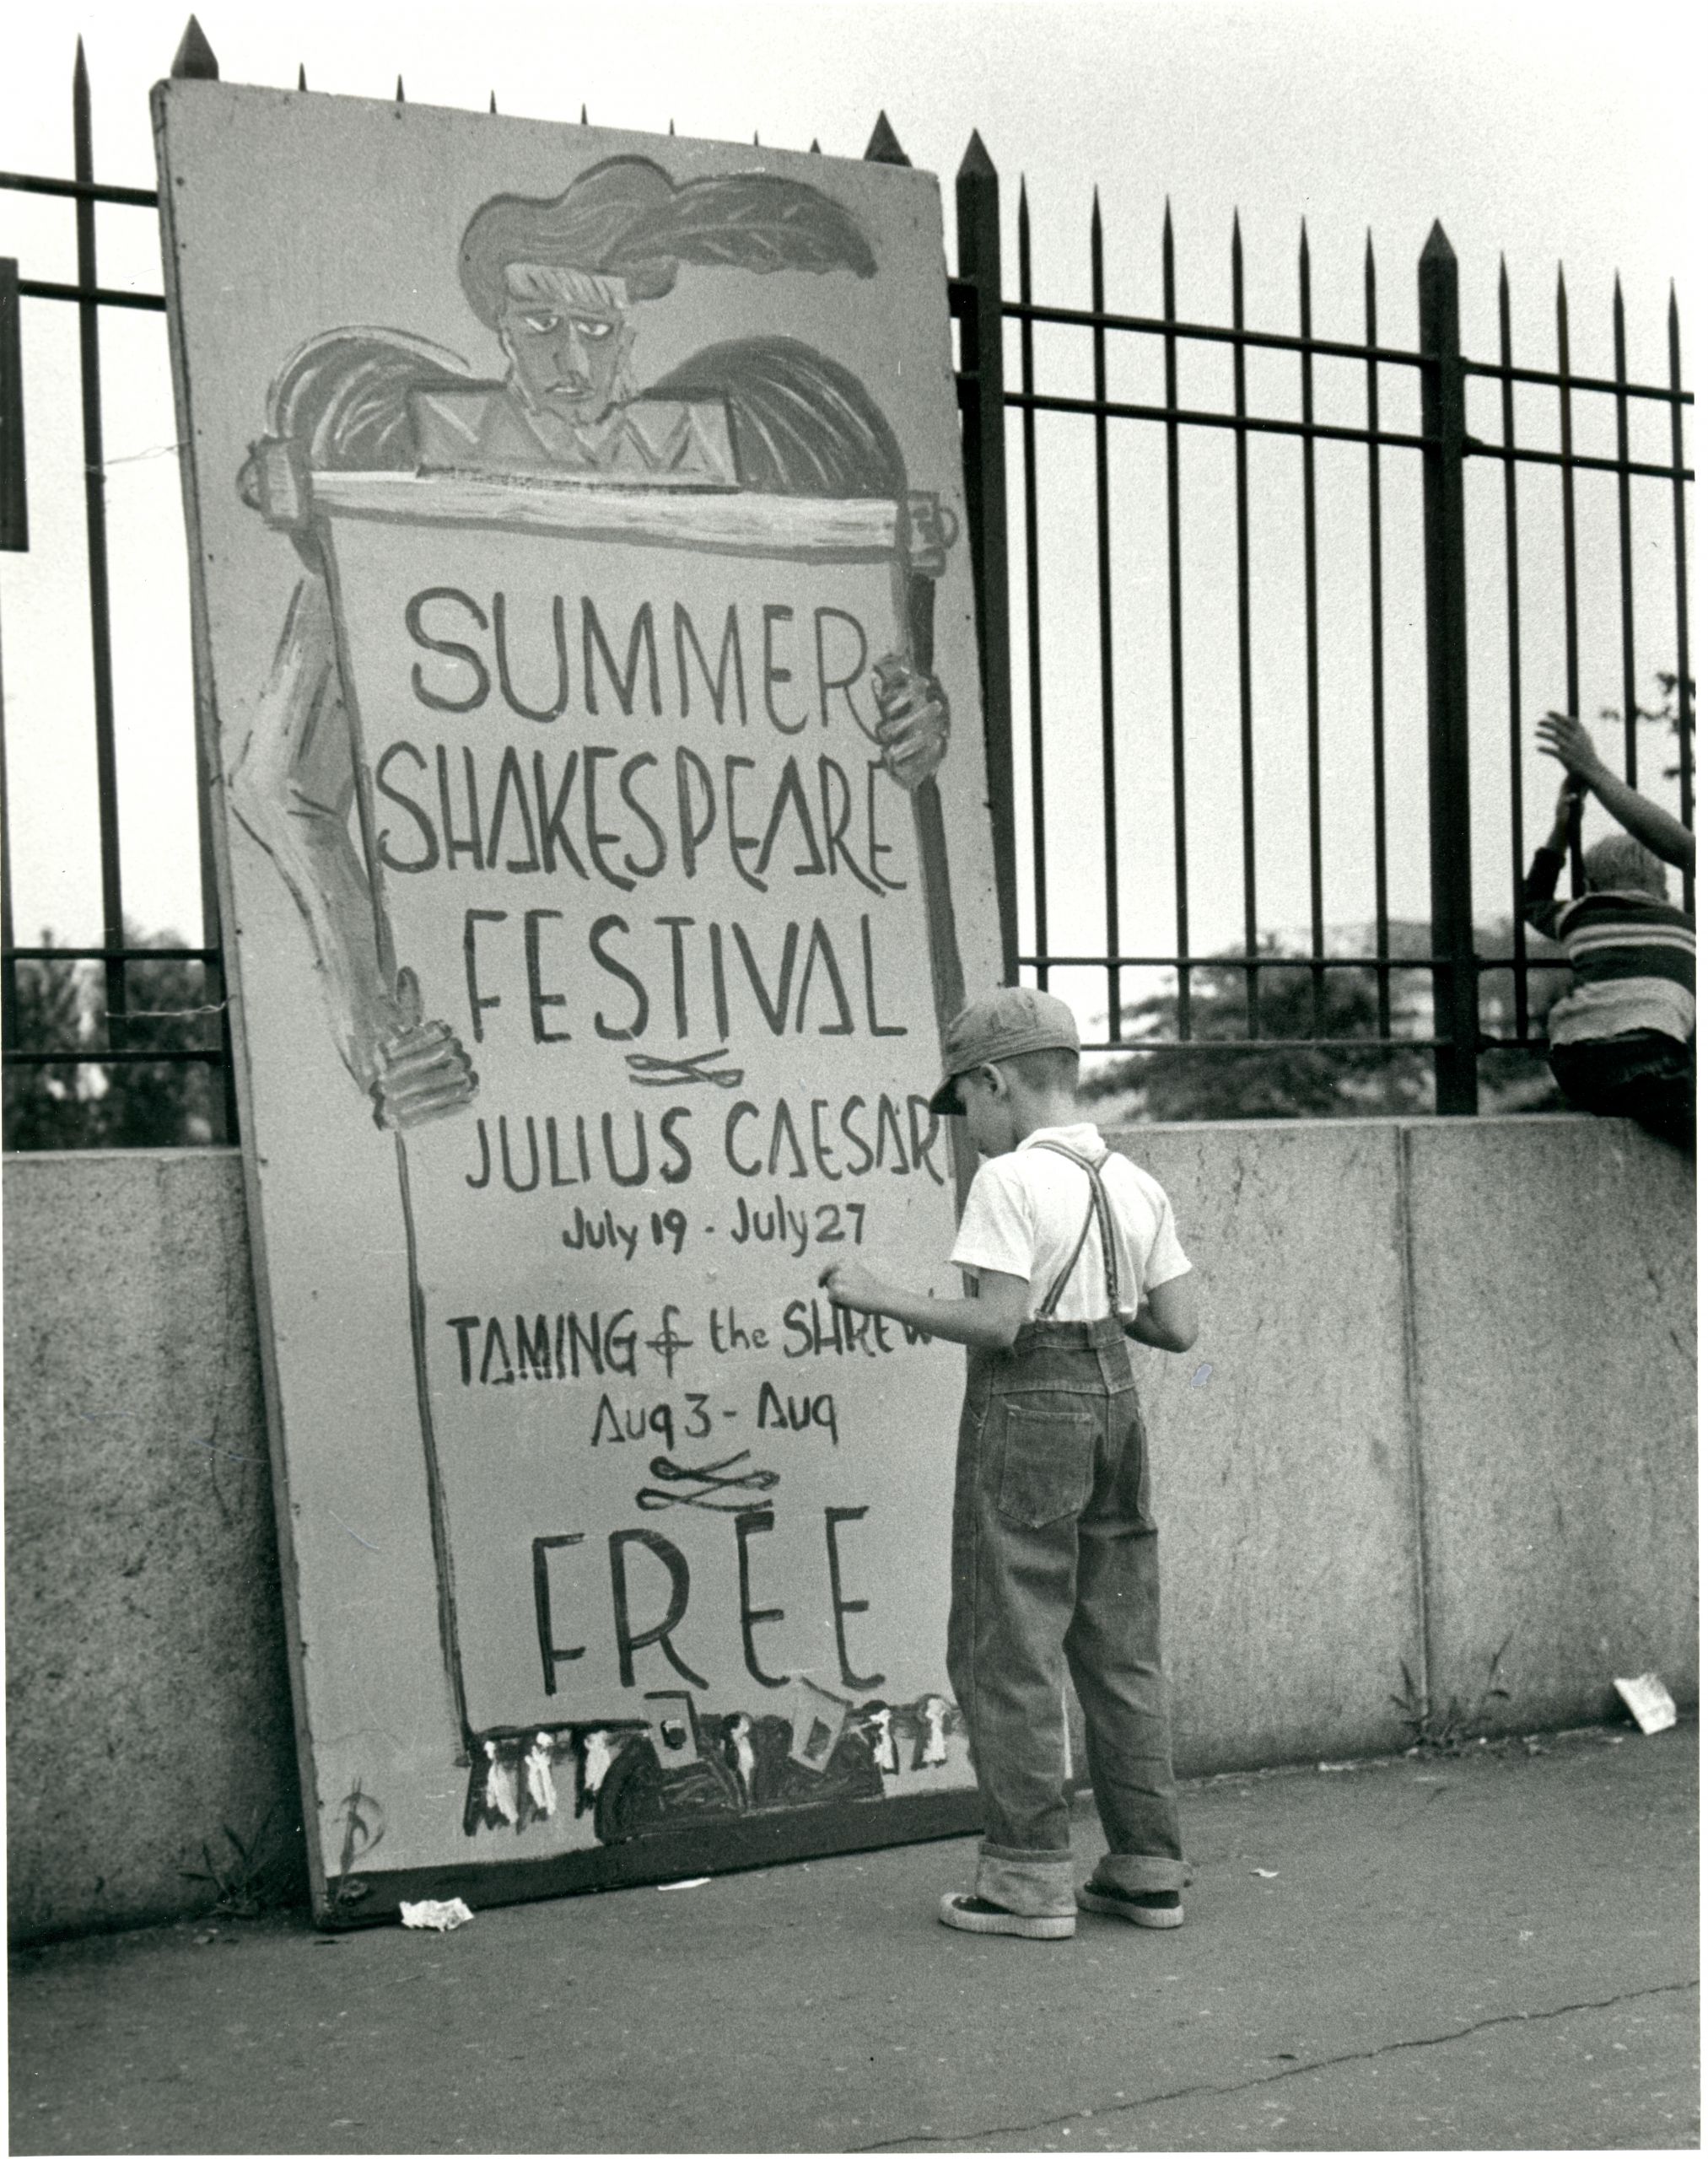 SUMMER
SHAKESPEARE
FESTIVAL
JULIUS CAESAR
July 19 - July 27
TAMING of the SHREW
Aug 3 - Aug
FREE